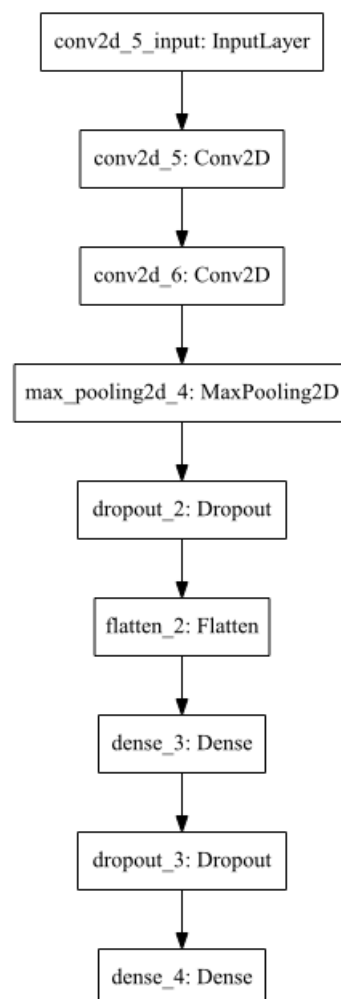 conv2d_5_input: InputLayer
conv2d_5: Conv2D
conv2d_6: Conv2D
max_pooling2d_4: MaxPooling2D
dropout_2: Dropout
flatten_2: Flatten
dense_3: Dense
dropout_3: Dropout
dense_4: Dense